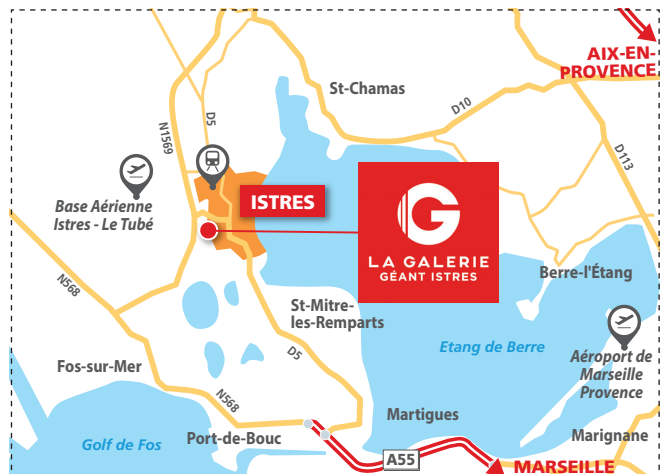 AIX-EN-
PROVENCE
St-Chamas
D10
D5
N1569
D113
Base Aérienne
Istres - Le Tubé
ISTRES
G
LA GALERIE
GÉANT ISTRES
Berre-l'Étang
N568
St-Mitre-
les-Remparts
D5
Etang de Berre
Aéroport de
Marseille
Provence
Fos-sur-Mer
N568
Martigues
Golf de Fos
Port-de-Bouc
Marignane
A55
MARSEILLE